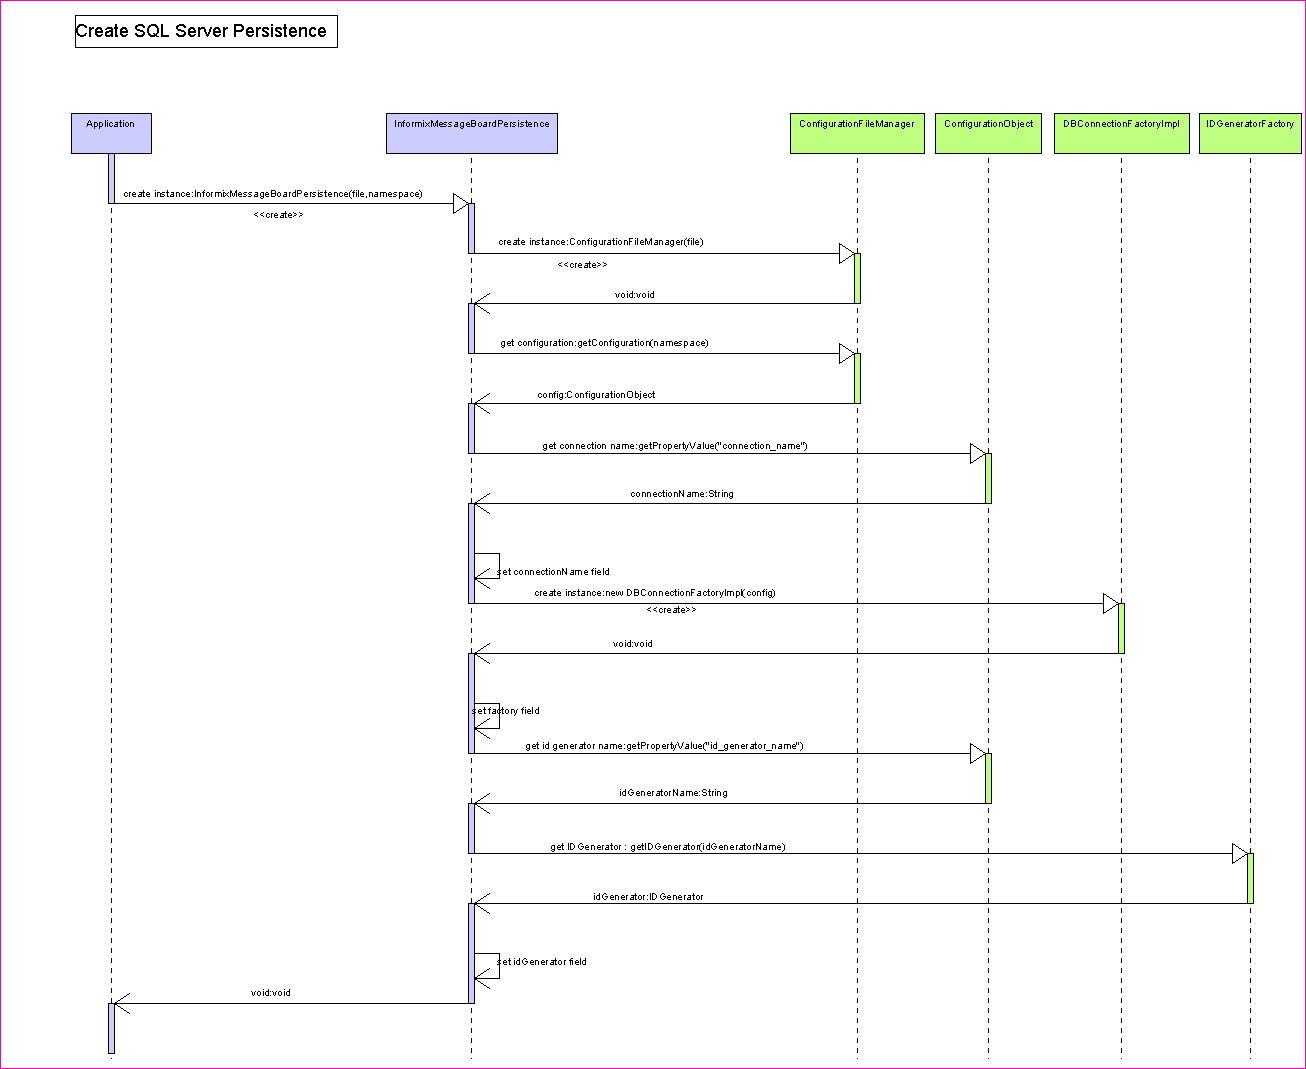 Create SQL Server Persistence
Application
InformixMessageBoardPersistence
ConfigurationFileManager
ConfigurationObject
DBConnectionFactoryImpl
IDGeneratorFactory
create instance:InformixMessageBoardPersistence(file,namespace)
<<create>>
create instance:ConfigurationFileManager(file)
<<create>>
void:void
get configuration:getConfiguration(namespace)
config:ConfigurationObject
get connection name:getPropertyValue("connection_name")
connectionName:String
set connectionName field
create instance:new DBConnectionFactoryImpl(config)
<<create>>
void:void
set factory field
get id generator name:getPropertyValue("id_generator_name")
idGeneratorName:String
get IDGenerator : getIDGenerator(idGeneratorName)
idGenerator:IDGenerator
set idGenerator field
void:void